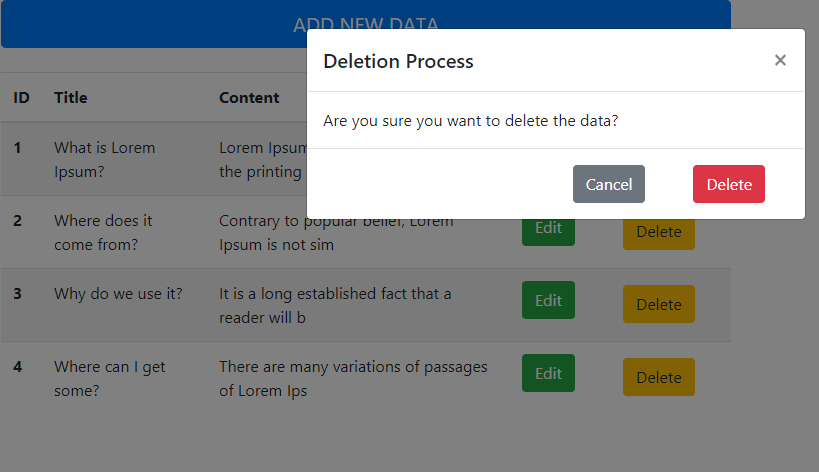 ADD NEW DATA
Deletion Process ×
Are you sure you want to delete the data?
Cancel Delete
ID Title Content
1 What is Lorem Lorem Ipsum
Ipsum? the printing
2 Where does it Contrary to popular belief, Lorem Edit Delete
come from? Ipsum is not sim
3 Why do we use it? It is a long established fact that a Edit Delete
reader will b
4 Where can I get There are many variations of passages Edit Delete
some? of Lorem Ips